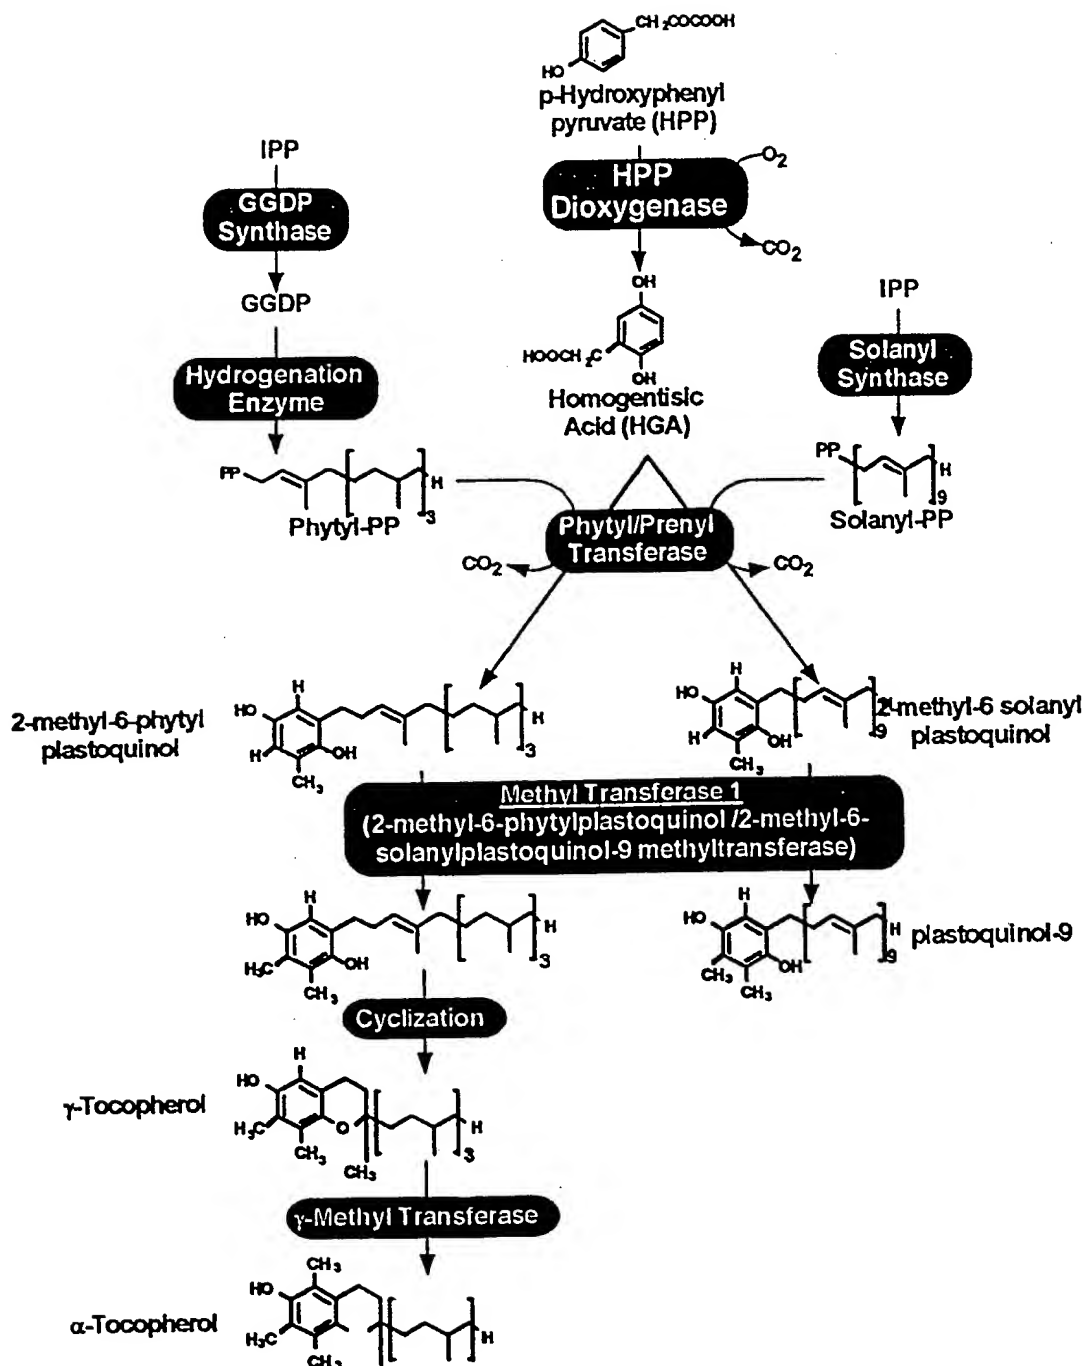 CH2COCOOH
HO
p-Hydroxyphenyl
pyruvate (HPP)
IPP
GGDP
Synthase
HPP
Dioxygenase
O2
CO2
GGDP
OH
HOOCH2C
OH
Homogentisic
Acid (HGA)
IPP
Solanyl
Synthase
Hydrogenation
Enzyme
PP
H
3
Phytyl-PP
PP
H
9
Solanyl-PP
Phytyl/Prenyl
Transferase
CO2
CO2
2-methyl-6-phytyl
plastoquinol
H
HO
H
OH
CH3
H
3
H
HO
H
OH
CH3
H
9
2-methyl-6 solanyl
plastoquinol
Methyl Transferase 1
(2-methyl-6-phytylplastoquinol /2-methyl-6-
solanylplastoquinol-9 methyltransferase)
H
HO
H3C
OH
CH3
H
3
H
HO
H3C
OH
CH3
H
9
plastoquinol-9
Cyclization
γ-Tocopherol
H
HO
H3C
CH3
O
CH3
H
3
γ-Methyl Transferase
α-Tocopherol
CH3
HO
H3C
CH3
H